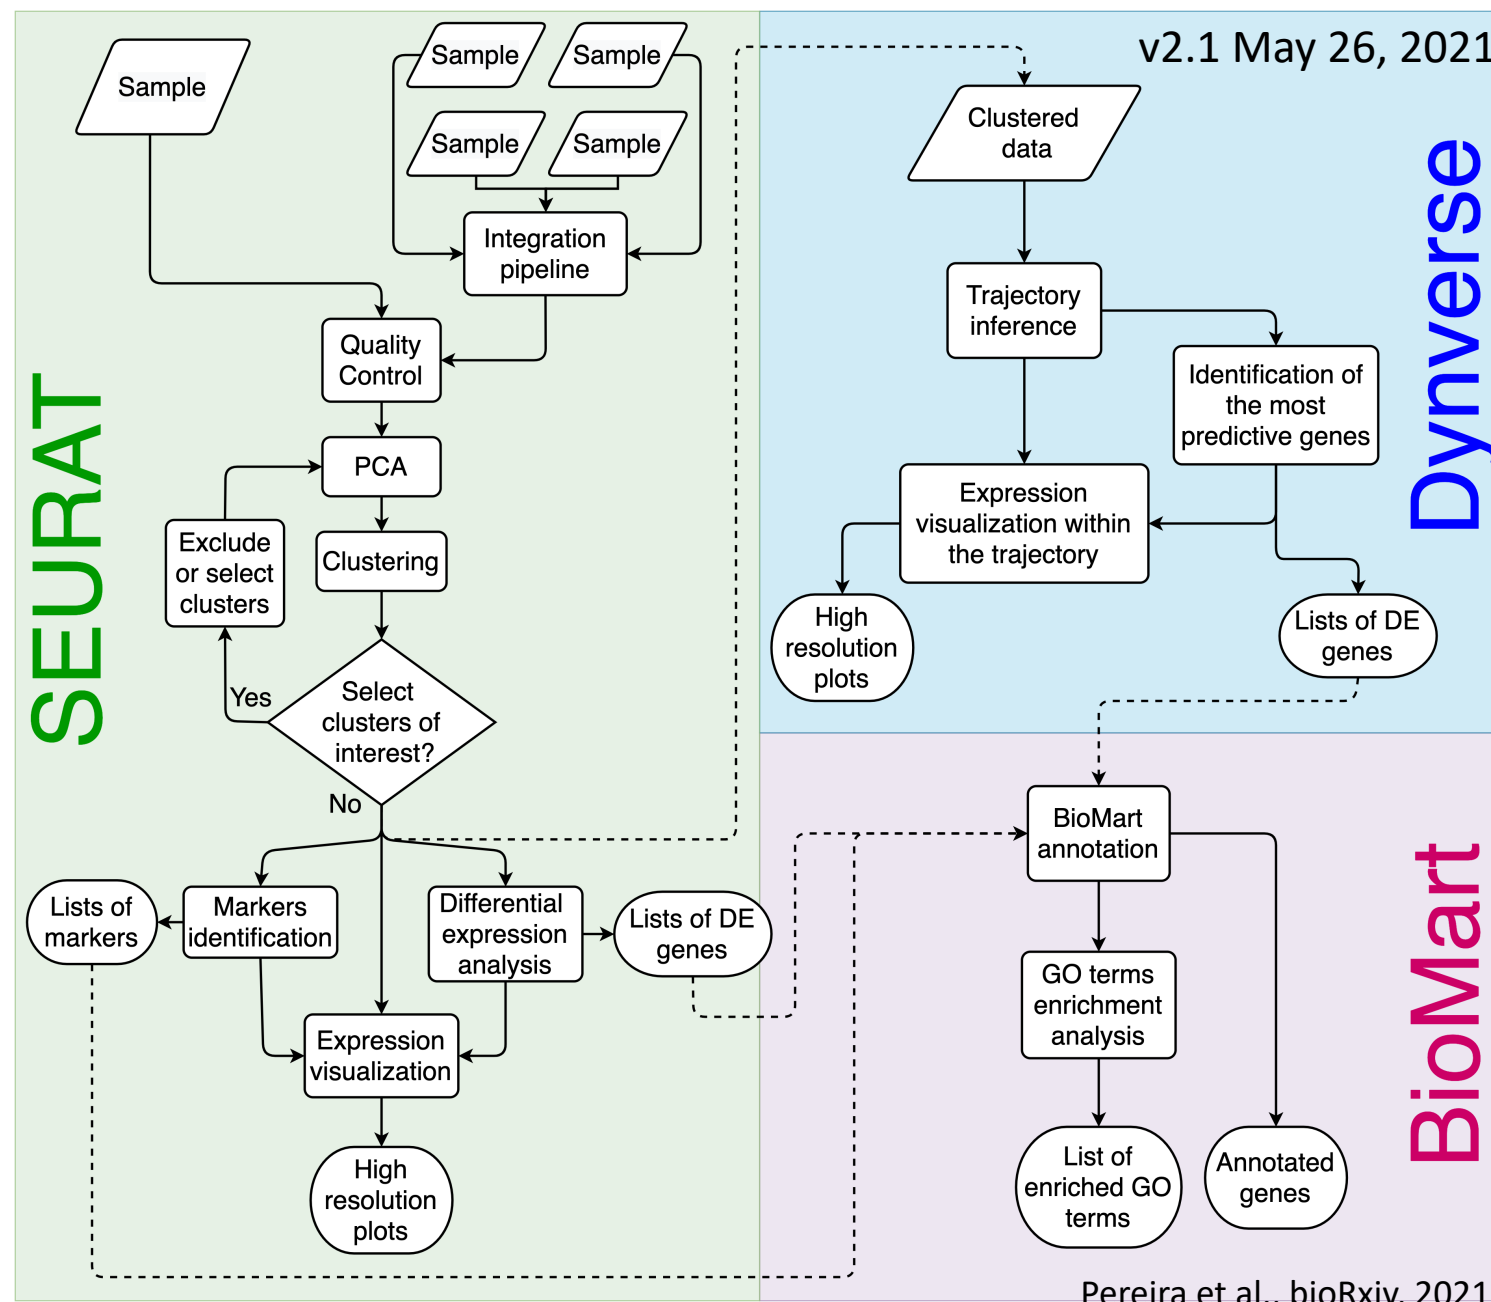 Sample
Sample
Sample
Sample
Sample
Integration
pipeline
Quality
Control
PCA
Clustering
Exclude
or select
clusters
Yes
Select
clusters of
interest?
No
Lists of
markers
Markers
identification
Differential
expression
analysis
Lists of DE
genes
Expression
visualization
High
resolution
plots
SEURAT
v2.1 May 26, 2021
Clustered
data
Trajectory
inference
Identification of
the most
predictive genes
Expression
visualization within
the trajectory
High
resolution
plots
Lists of DE
genes
Dynverse
BioMart
annotation
GO terms
enrichment
analysis
List of
enriched GO
terms
Annotated
genes
BioMart
Pereira et al., bioRxiv, 2021